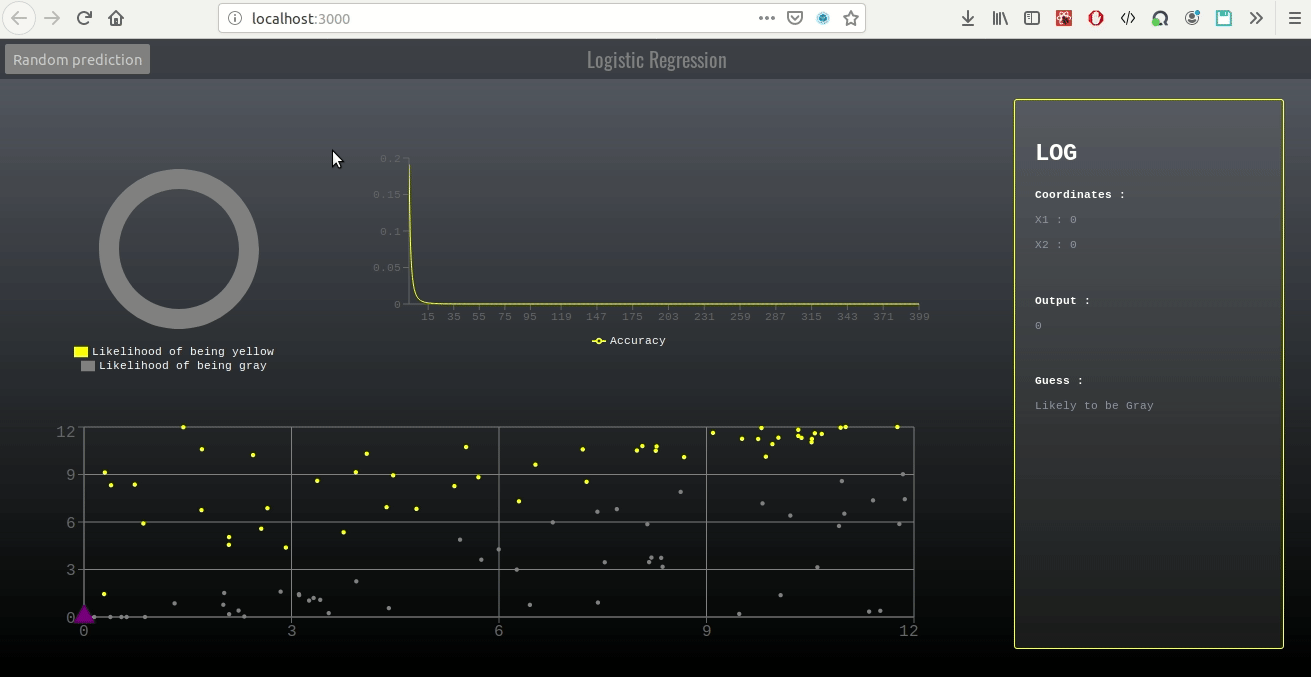 localhost:3000
Random prediction
Logistic Regression
LOG
Coordinates :
X1 : 0
X2 : 0
Output :
0
Guess :
Likely to be Gray
0.2
0.15
0.1
0.05
0
15 35 55 75 95 119 147 175 203 231 259 287 315 343 371 399
Accuracy
Likelihood of being yellow
Likelihood of being gray
12
9
6
3
0
0 3 6 9 12